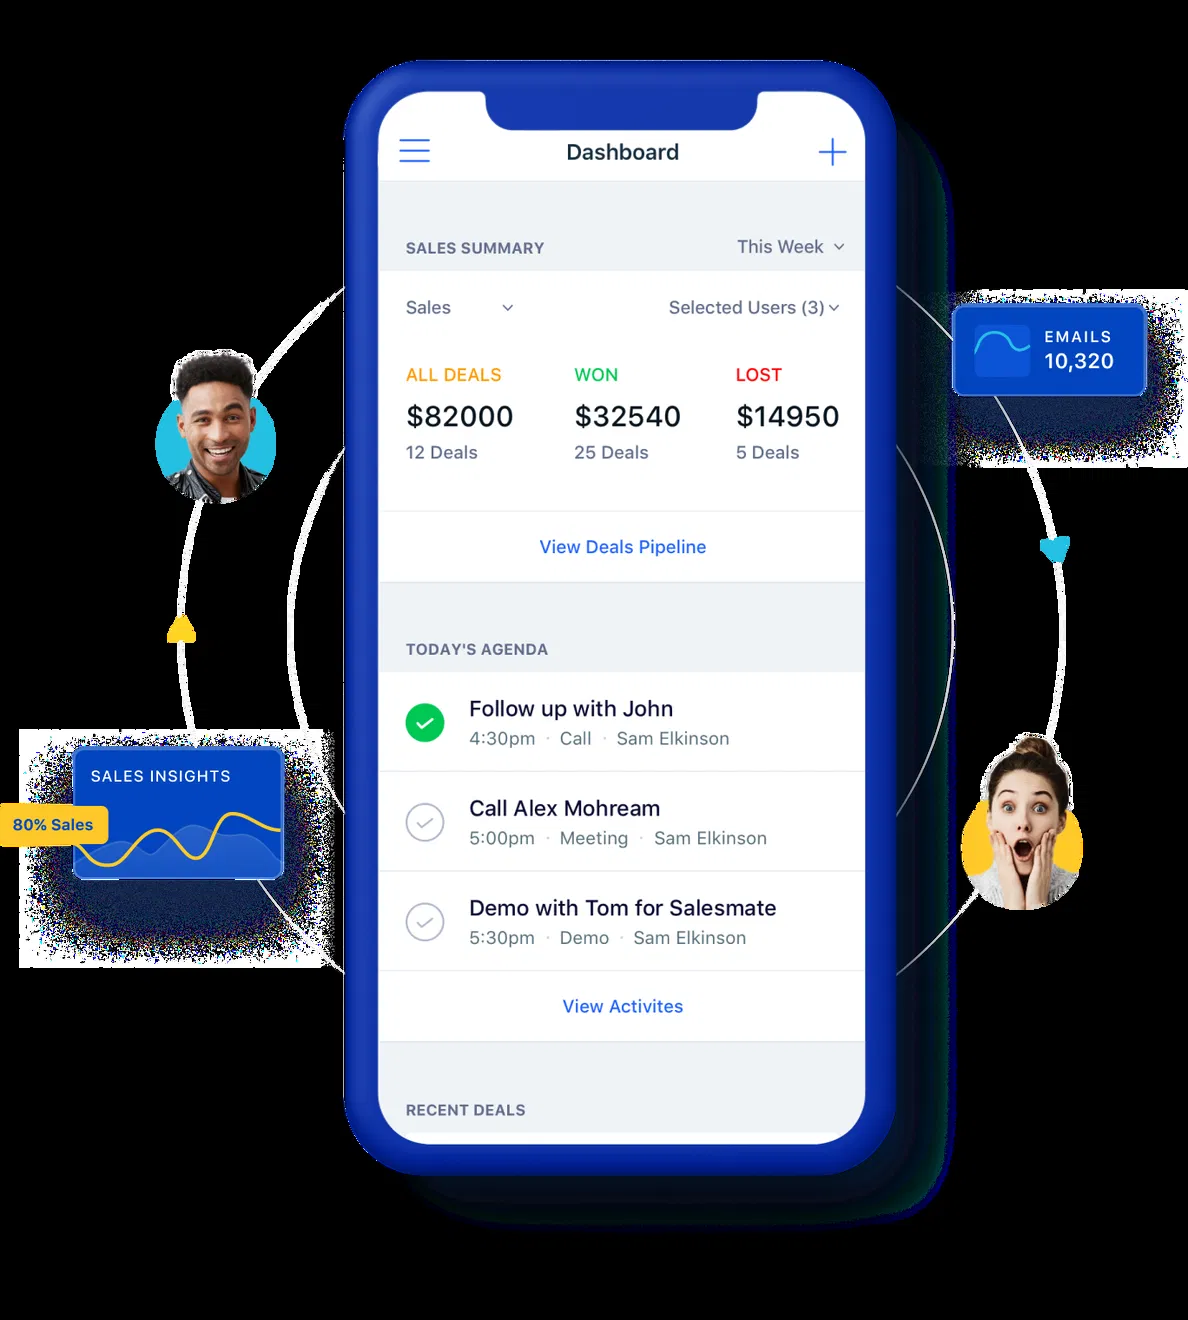 Dashboard
SALES SUMMARY
This Week
Sales
Selected Users (3)
ALL DEALS
WON
LOST
$82000
$32540
$14950
12 Deals
25 Deals
5 Deals
View Deals Pipeline
TODAY'S AGENDA
Follow up with John
4:30pm · Call · Sam Elkinson
Call Alex Mohream
5:00pm · Meeting · Sam Elkinson
Demo with Tom for Salesmate
5:30pm · Demo · Sam Elkinson
View Activites
RECENT DEALS
EMAILS
10,320
SALES INSIGHTS
80% Sales